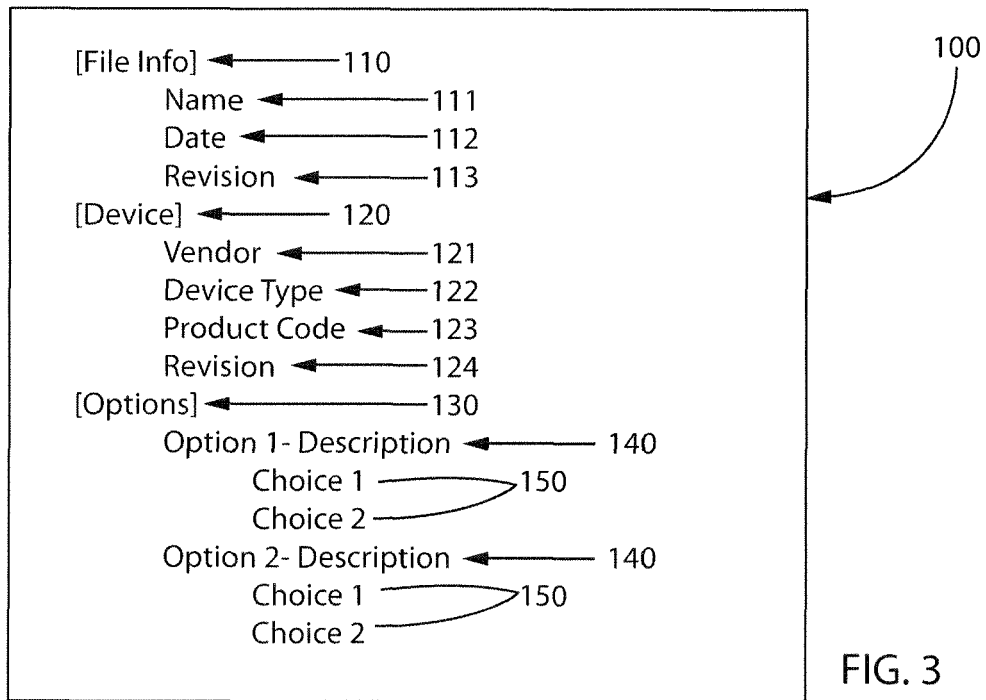 100
[File Info] 110
Name 111
Date 112
Revision 113
[Device] 120
Vendor 121
Device Type 122
Product Code 123
Revision 124
[Options] 130
Option 1- Description 140
Choice 1 150
Choice 2
Option 2- Description 140
Choice 1 150
Choice 2
FIG. 3